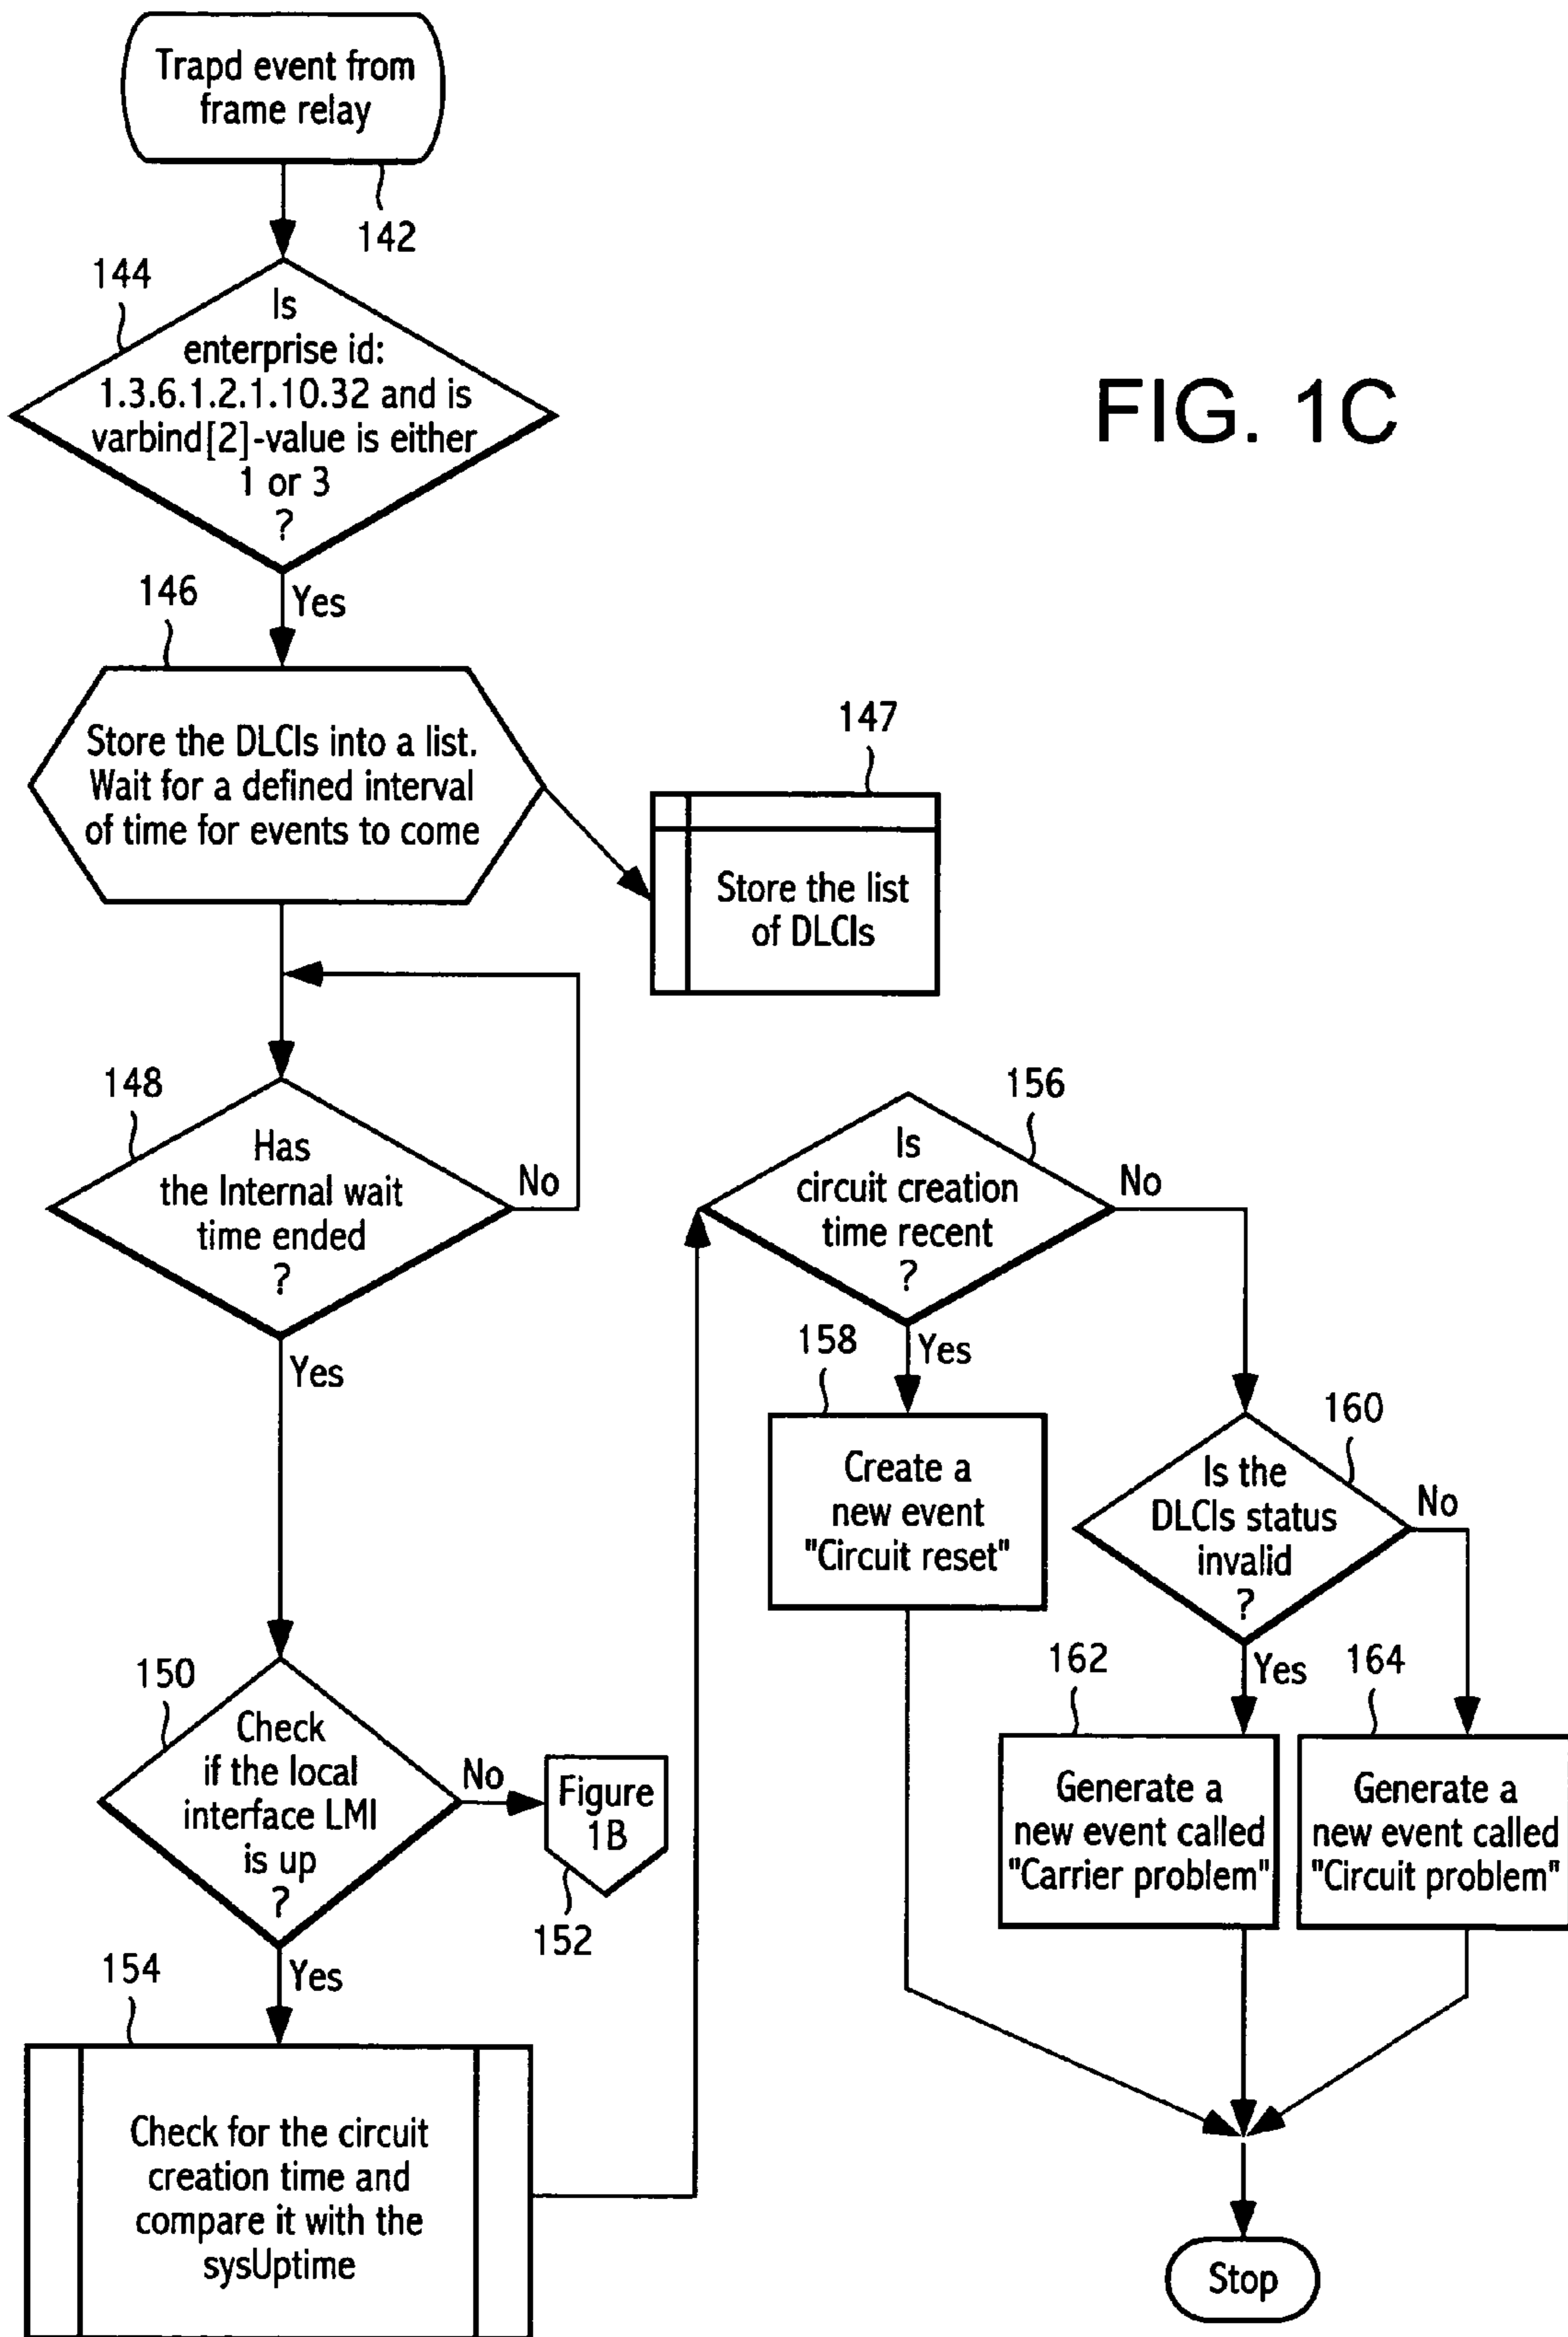 Trapd event from
frame relay
142
144
Is
enterprise id:
1.3.6.1.2.1.10.32 and is
varbind[2]-value is either
1 or 3
?
FIG. 1C
Yes
146
Store the DLCIs into a list.
Wait for a defined interval
of time for events to come
147
Store the list
of DLCIs
148
Has
the Internal wait
time ended
?
No
Yes
150
Check
if the local
interface LMI
is up
?
No
Figure
1B
152
Yes
154
Check for the circuit
creation time and
compare it with the
sysUptime
156
Is
circuit creation
time recent
?
No
Yes
158
Create a
new event
"Circuit reset"
160
Is the
DLCIs status
invalid
?
No
Yes
162
Generate a
new event called
"Carrier problem"
164
Generate a
new event called
"Circuit problem"
Stop